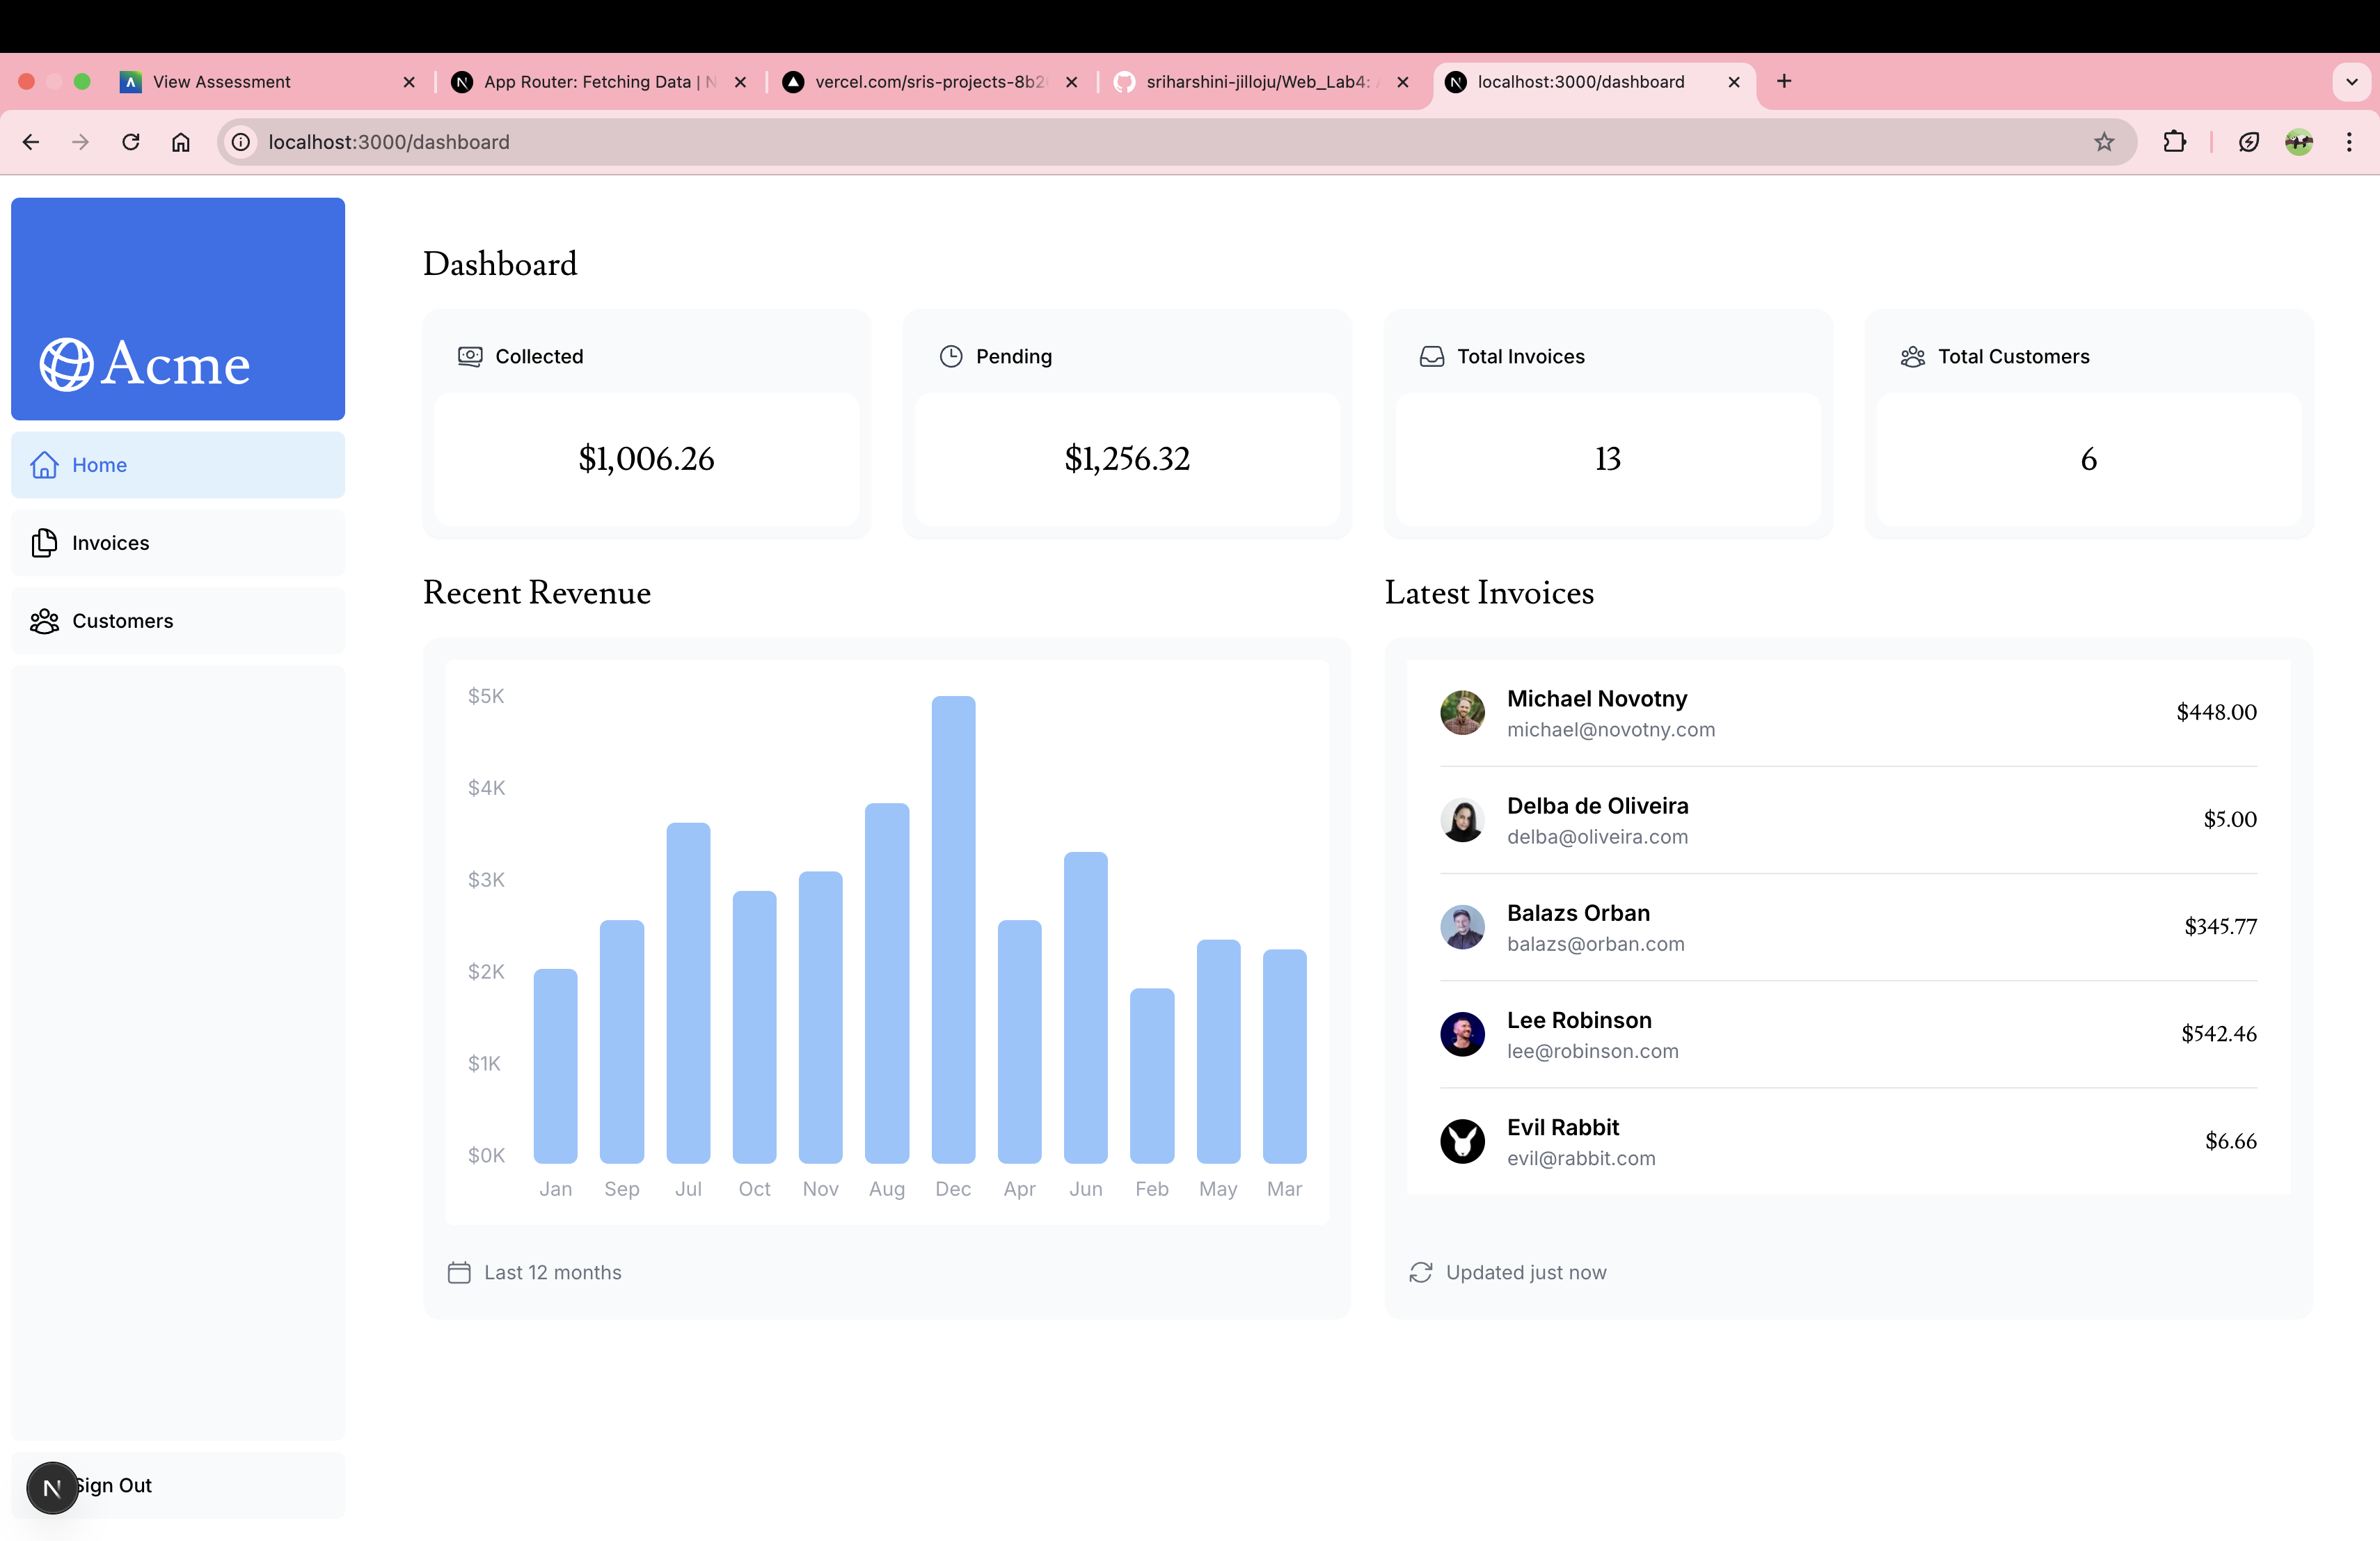 View Assessment
App Router: Fetching Data | N
vercel.com/sris-projects-8b2
sriharshini-jilloju/Web_Lab4:
localhost:3000/dashboard
localhost:3000/dashboard
Acme
Home
Invoices
Customers
Sign Out
Dashboard
Collected
$1,006.26
Pending
$1,256.32
Total Invoices
13
Total Customers
6
Recent Revenue
$5K
$4K
$3K
$2K
$1K
$0K
Jan Sep Jul Oct Nov Aug Dec Apr Jun Feb May Mar
Last 12 months
Latest Invoices
Michael Novotny
michael@novotny.com
$448.00
Delba de Oliveira
delba@oliveira.com
$5.00
Balazs Orban
balazs@orban.com
$345.77
Lee Robinson
lee@robinson.com
$542.46
Evil Rabbit
evil@rabbit.com
$6.66
Updated just now